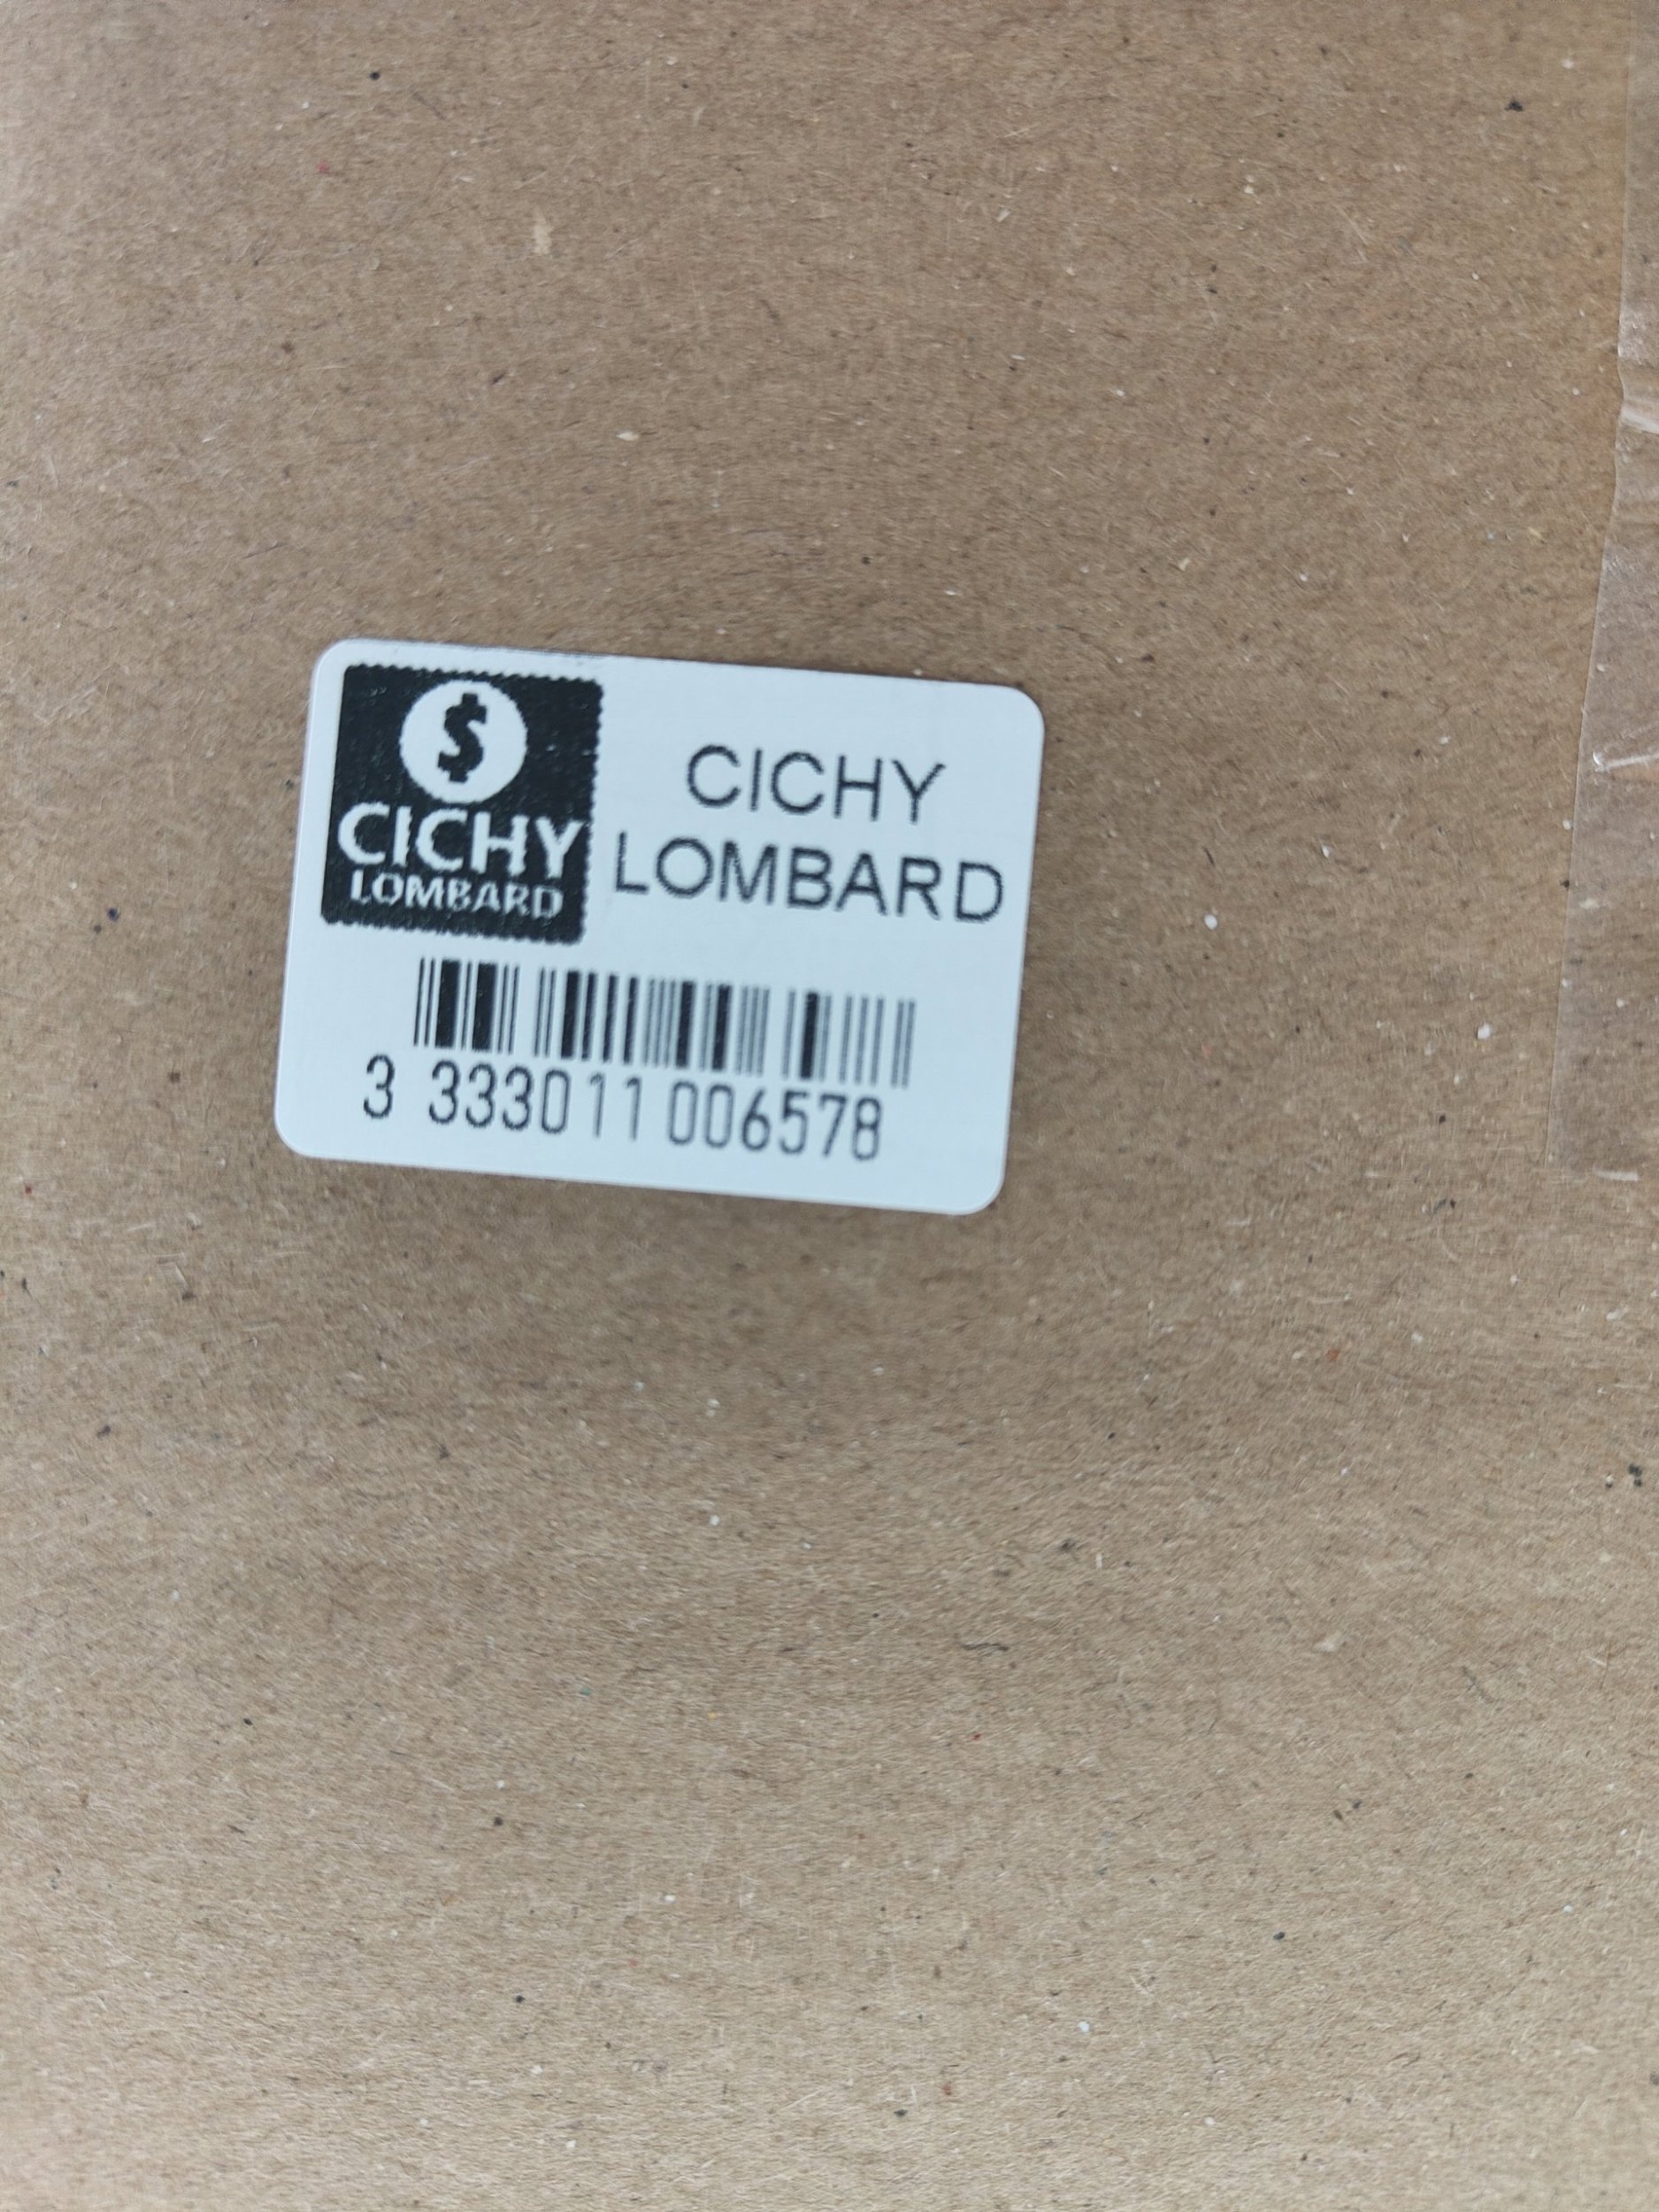 $
CICHY
LOMBARD
CICHY
LOMBARD
3 333011 006578